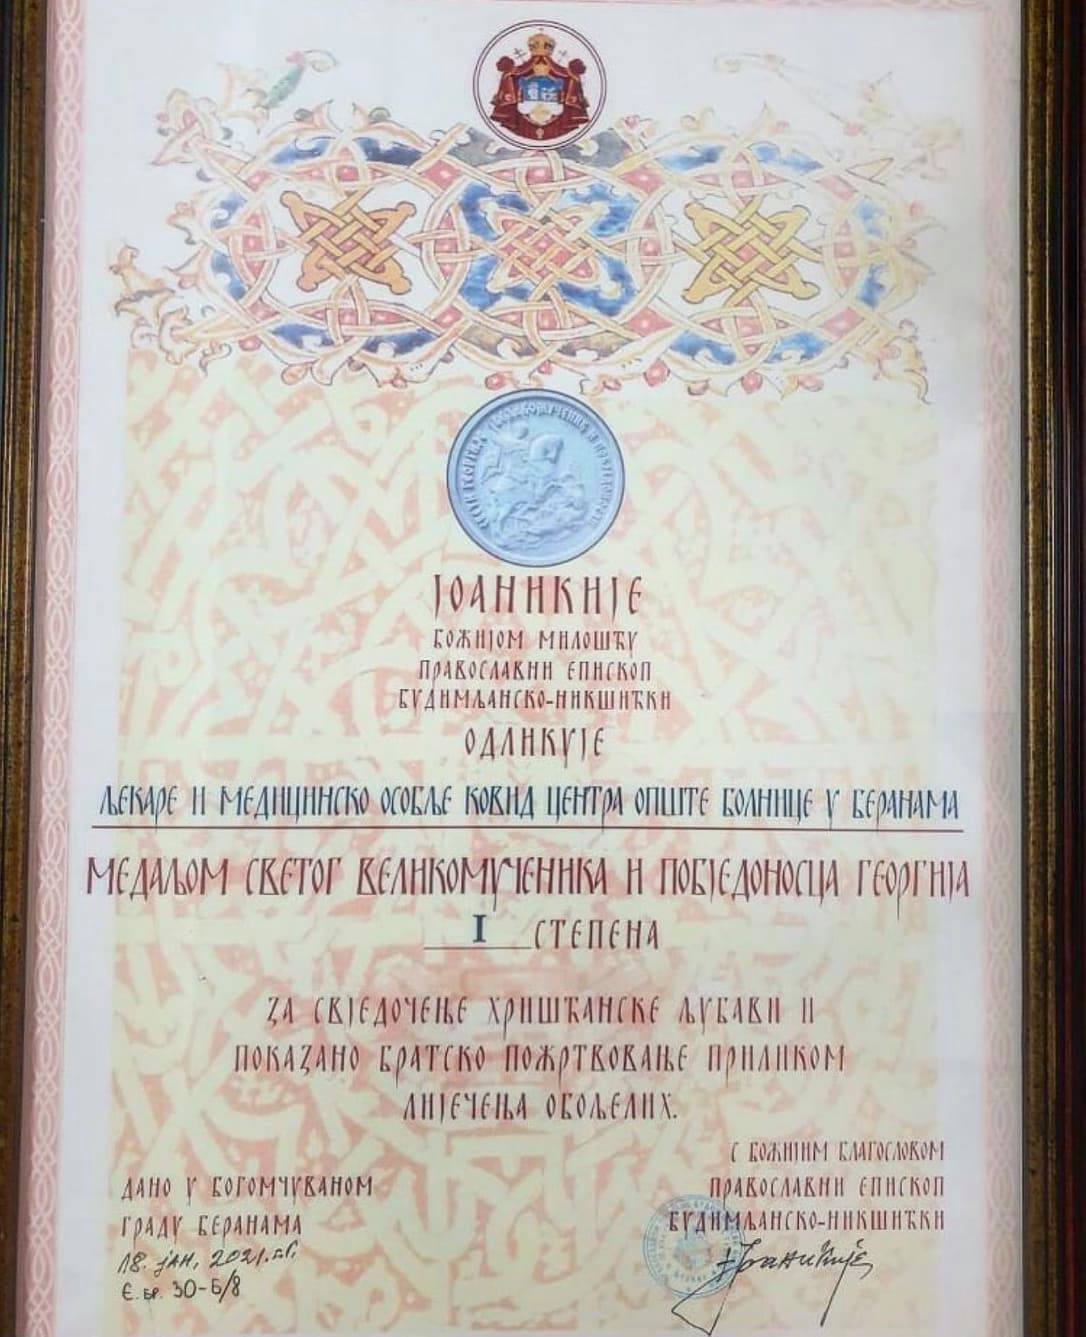 ЈОАНИКИЈЕ
БОЖИЈОМ МИЛОШЋУ
ПРАВОСЛАВНИ ЕПИСКОП
БУДИМЉАНСКО-НИКШИЋКИ
ОДЛИКУЈЕ
ЉЕКАРЕ И МЕДИЦИНСКО ОСОБЉЕ КОВИД ЦЕНТРА ОПШТЕ БОЛНИЦЕ У БЕРАНАМА
МЕДАЉОМ СВЕТОГ ВЕЛИКОМУЧЕНИКА И ПОБЈЕДОНОСЦА ГЕОРГИЈА
I СТЕПЕНА
ЗА СВЈЕДОЧЕЊЕ ХРИШЋАНСКЕ ЉУБАВИ И
ПОКАЗАНО БРАТСКО ПОЖРТВОВАЊЕ ПРИЛИКОМ
ЛИЈЕЧЕЊА ОБОЉЕЛИХ.
С БОЖИЈИМ БЛАГОСЛОВОМ
ПРАВОСЛАВНИ ЕПИСКОП
БУДИМЉАНСКО-НИКШИЋКИ
+Јоаникије
ДАНО У БОГОМЧУВАНОМ
ГРАДУ БЕРАНАМА
18. јАН, 2021. г.Г.
Е. БР. 30-Б/8